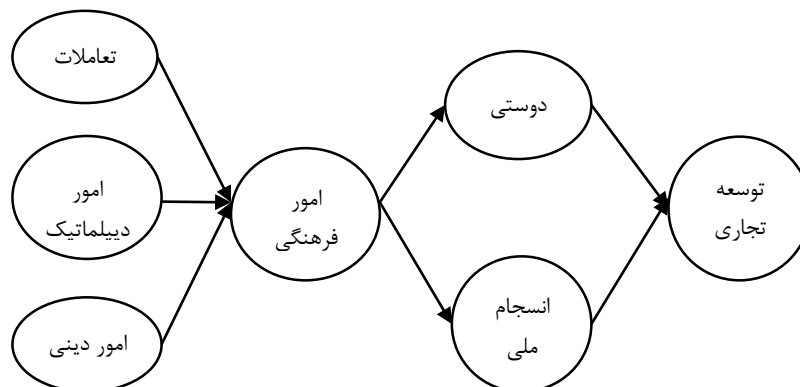 تعاملات
امور
دیپلماتیک
امور دینی
امور
فرهنگی
دوستی
انسجام
ملی
توسعه
تجاری